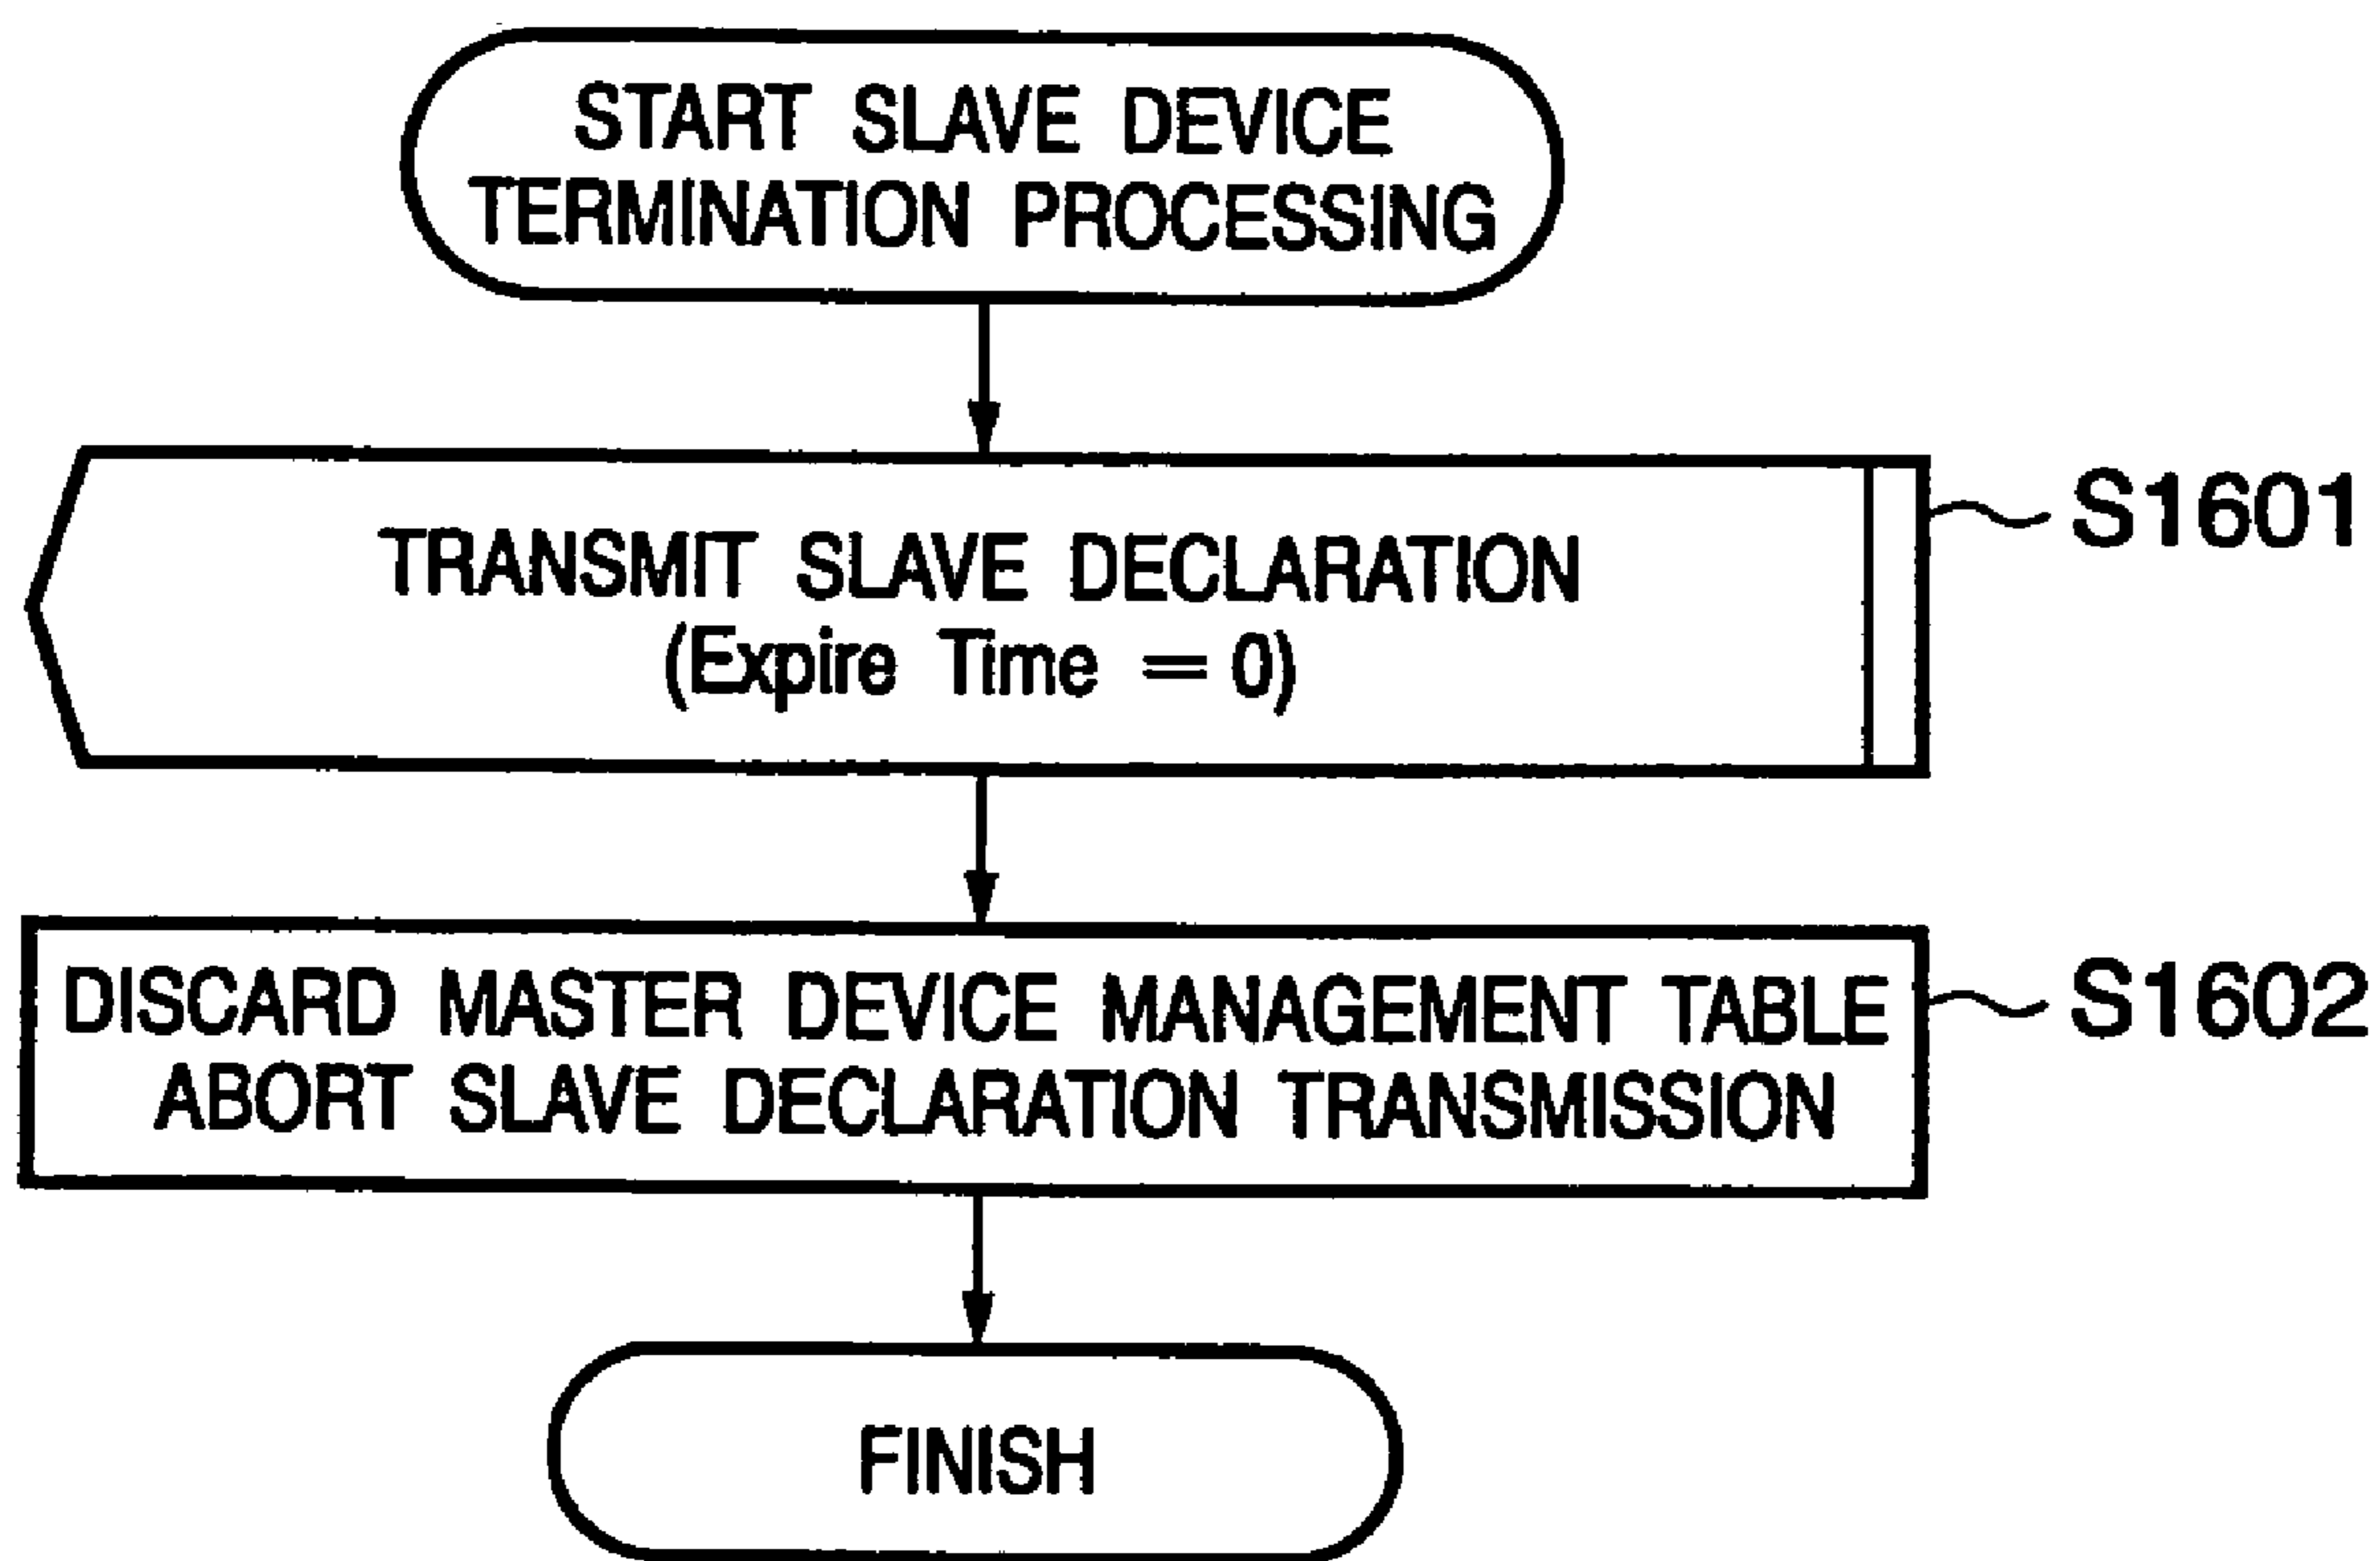 START SLAVE DEVICE
TERMINATION PROCESSING
TRANSMIT SLAVE DECLARATION
(Expire Time = 0)
S1601
DISCARD MASTER DEVICE MANAGEMENT TABLE
ABORT SLAVE DECLARATION TRANSMISSION
S1602
FINISH